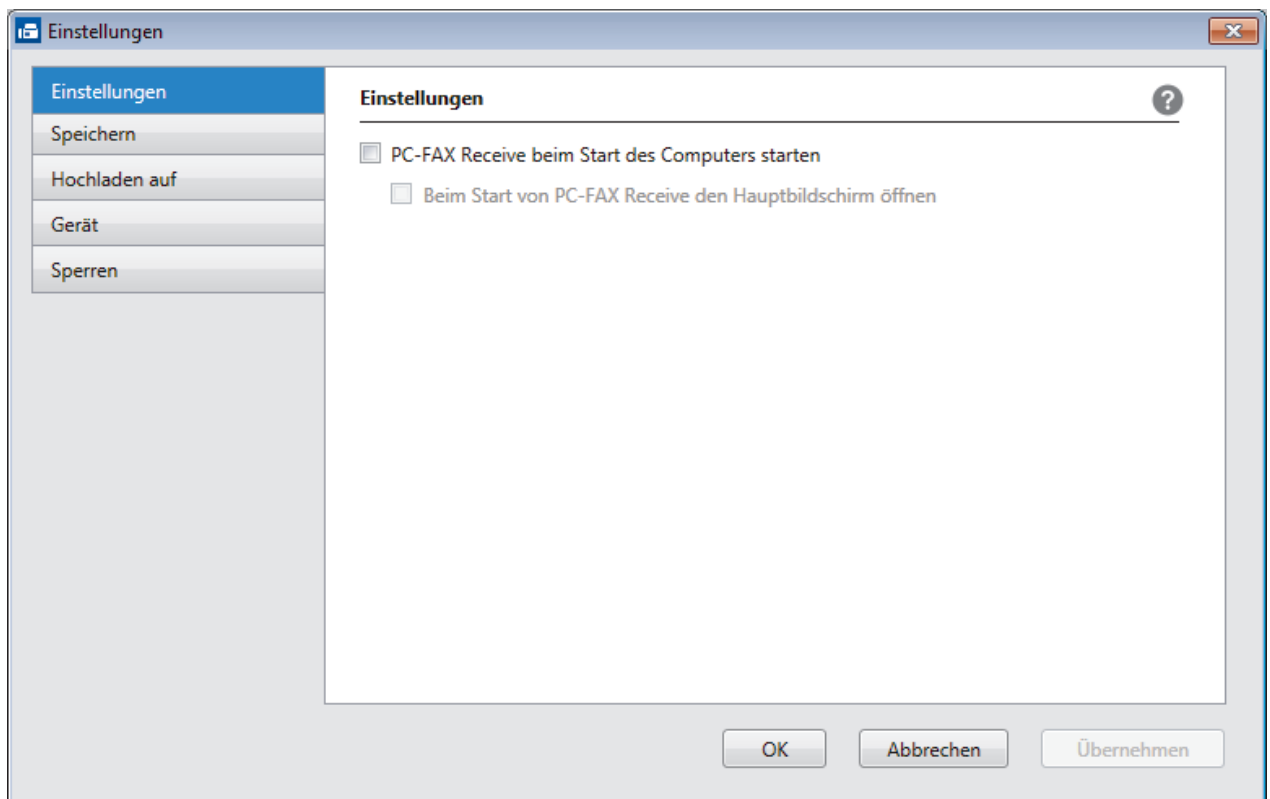 Einstellungen
Einstellungen
Speichern
Hochladen auf
Gerät
Sperren
Einstellungen
?
PC-FAX Receive beim Start des Computers starten
Beim Start von PC-FAX Receive den Hauptbildschirm öffnen
OK
Abbrechen
Übernehmen